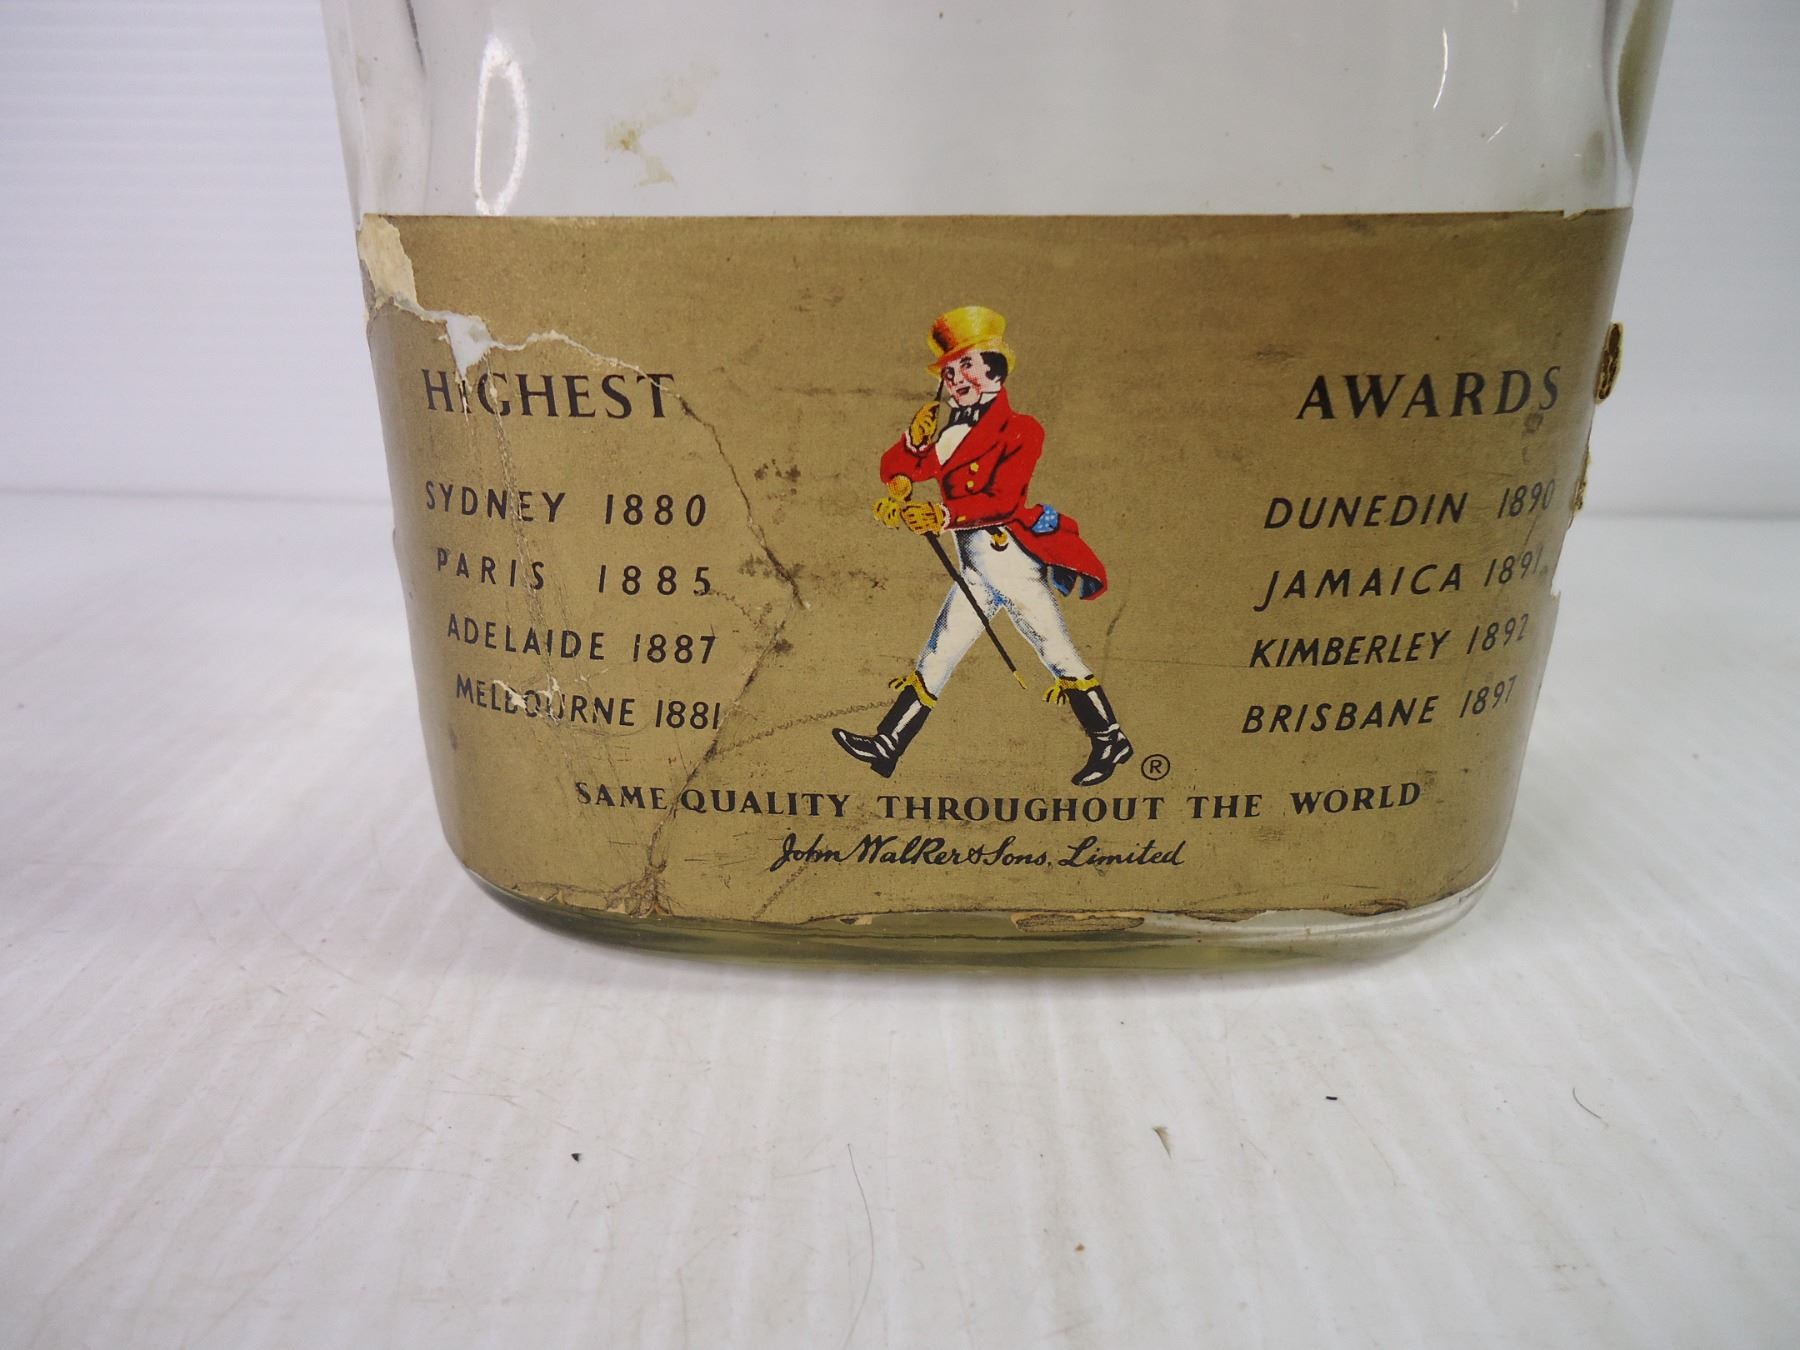 HIGHEST AWARDS
SYDNEY 1880
PARIS 1885
ADELAIDE 1887
MELBOURNE 1881
DUNEDIN 1890
JAMAICA 1891
KIMBERLEY 1892
BRISBANE 1897
®
SAME QUALITY THROUGHOUT THE WORLD
John Walker & Sons, Limited